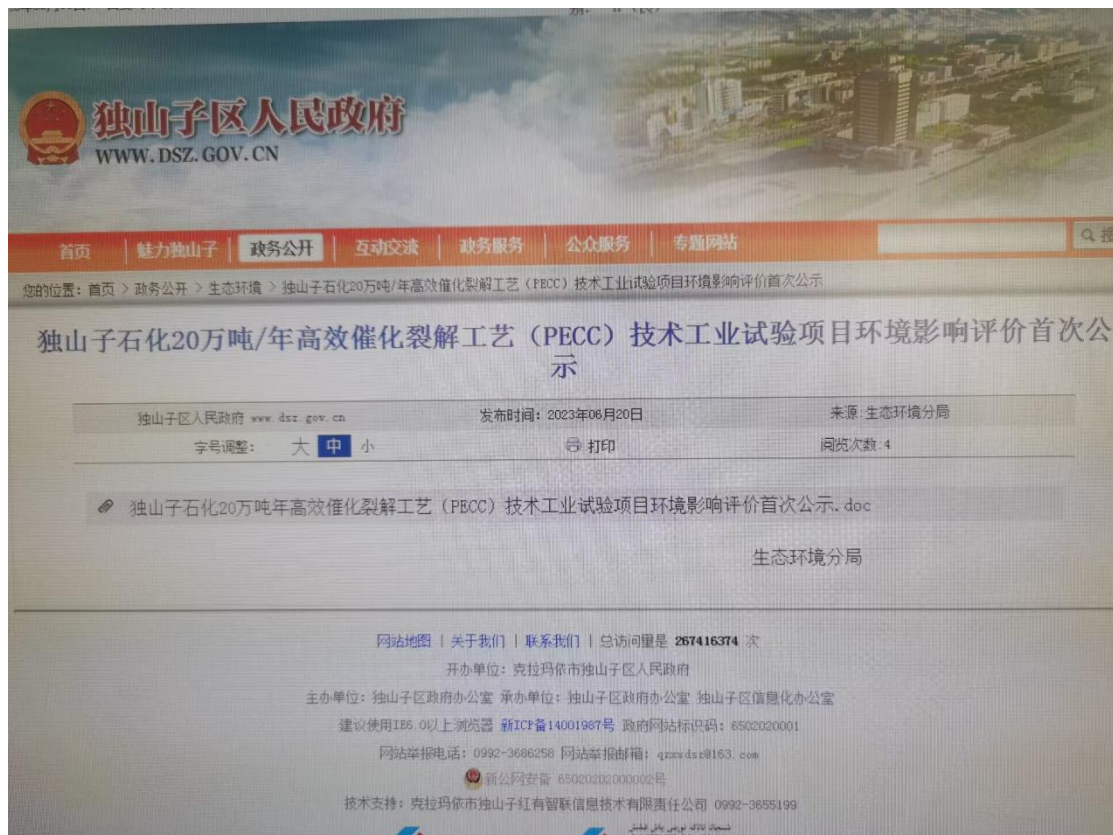 独山子区人民政府
WWW.DSZ.GOV.CN
首页 魅力独山子 政务公开 互动交流 政务服务 公众服务 专题网站
您的位置：首页 > 政务公开 > 生态环境 > 独山子石化20万吨/年高效催化裂解工艺（PECC）技术工业试验项目环境影响评价首次公示
独山子石化20万吨/年高效催化裂解工艺（PECC）技术工业试验项目环境影响评价首次公
示
独山子区人民政府 www.dsz.gov.cn 发布时间：2023年06月20日 来源:生态环境分局
字号调整： 大 中 小 打印 阅览次数:4
独山子石化20万吨年高效催化裂解工艺（PECC）技术工业试验项目环境影响评价首次公示.doc
生态环境分局
网站地图 | 关于我们 | 联系我们 | 总访问量是 267416374 次
开办单位：克拉玛依市独山子区人民政府
主办单位：独山子区政府办公室 承办单位：独山子区政府办公室 独山子区信息化办公室
建议使用IE6.0以上浏览器 新ICP备14001987号 政府网站标识码：6502020001
网站举报电话：0992-3686258 网站举报邮箱：qzxxdsz@163.com
新公网安备 65020202000002号
技术支持：克拉玛依市独山子红有智联信息技术有限责任公司 0992-3655199